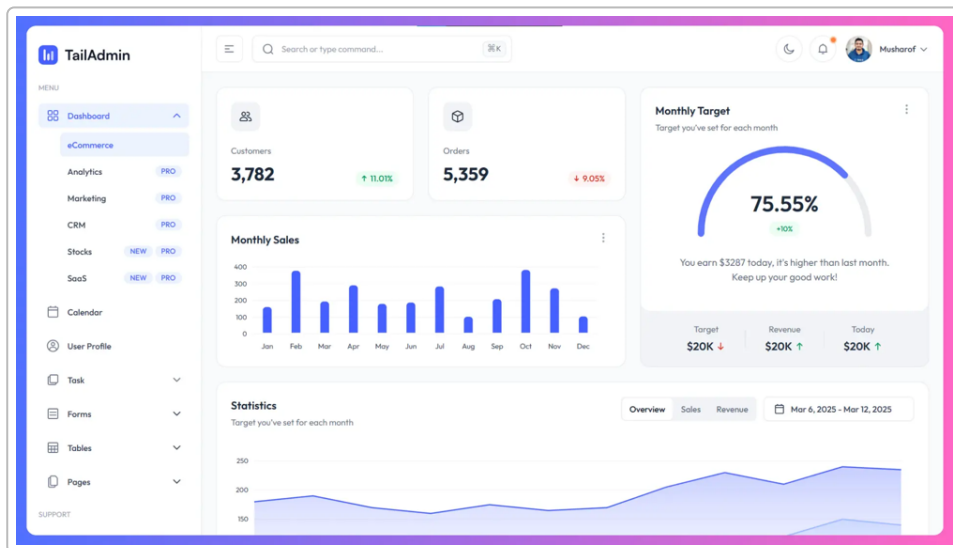 TailAdmin
Search or type command...
⌘K
Musharof
MENU
Dashboard
eCommerce
Analytics PRO
Marketing PRO
CRM PRO
Stocks NEW PRO
SaaS NEW PRO
Calendar
User Profile
Task
Forms
Tables
Pages
SUPPORT
Customers
3,782
↑ 11.01%
Orders
5,359
↓ 9.05%
Monthly Target
Target you've set for each month
75.55%
+10%
You earn $3287 today, it's higher than last month.
Keep up your good work!
Target Revenue Today
$20K ↓ $20K ↑ $20K ↑
Monthly Sales
400
300
200
100
0
Jan Feb Mar Apr May Jun Jul Aug Sep Oct Nov Dec
Statistics
Target you've set for each month
Overview Sales Revenue
Mar 6, 2025 - Mar 12, 2025
250
200
150